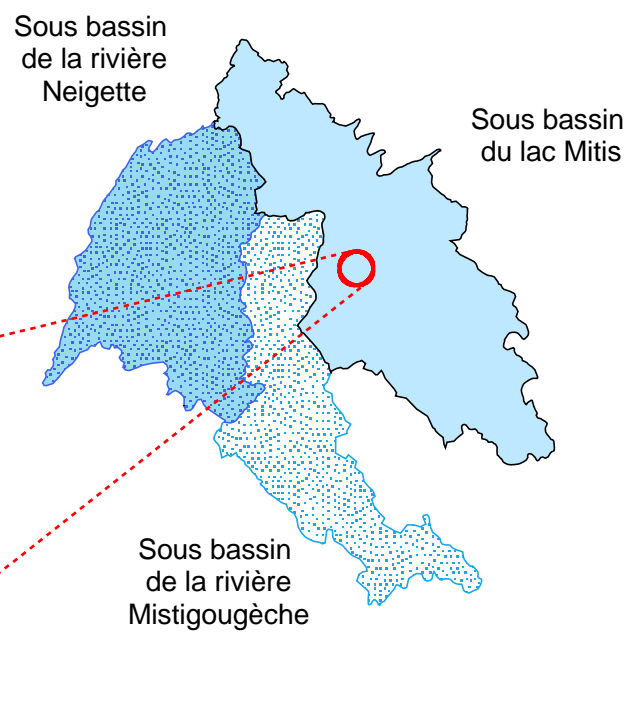 Sous bassin
de la rivière
Neigette
Sous bassin
du lac Mitis
Sous bassin
de la rivière
Mistigougèche